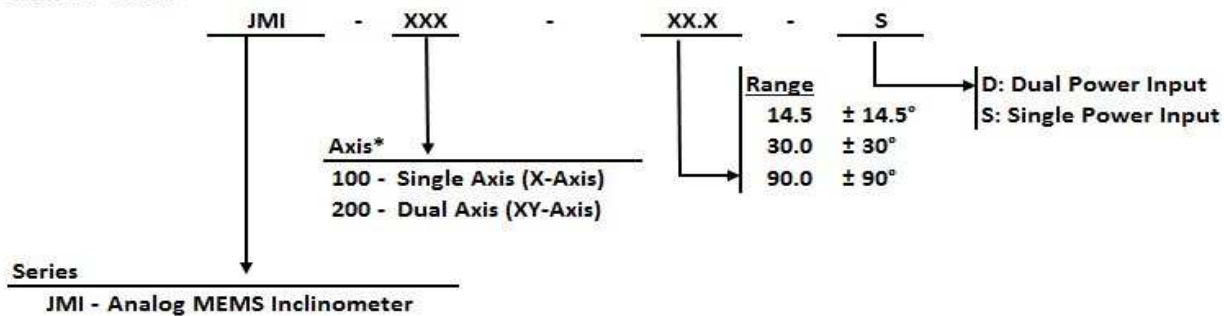 JMI - XXX - XX.X - S
Range
14.5 ± 14.5°
30.0 ± 30°
90.0 ± 90°
D: Dual Power Input
S: Single Power Input
Axis*
100 - Single Axis (X-Axis)
200 - Dual Axis (XY-Axis)
Series
JMI - Analog MEMS Inclinometer